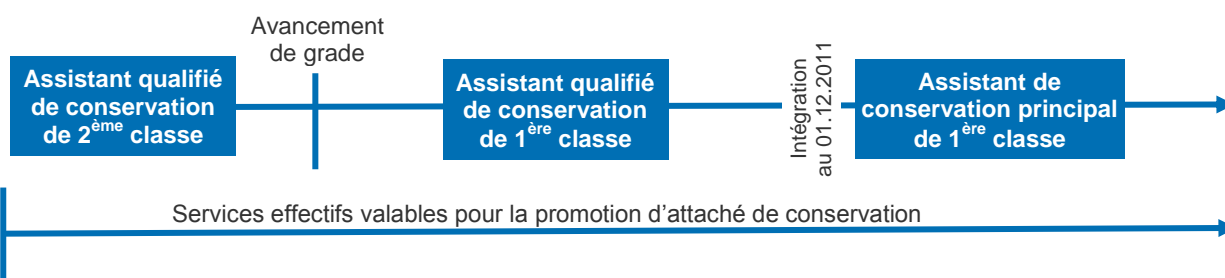 Avancement
de grade
Assistant qualifié
de conservation
de 2ème classe
Assistant qualifié
de conservation
de 1ère classe
Intégration
au 01.12.2011
Assistant de
conservation principal
de 1ère classe
Services effectifs valables pour la promotion d’attaché de conservation